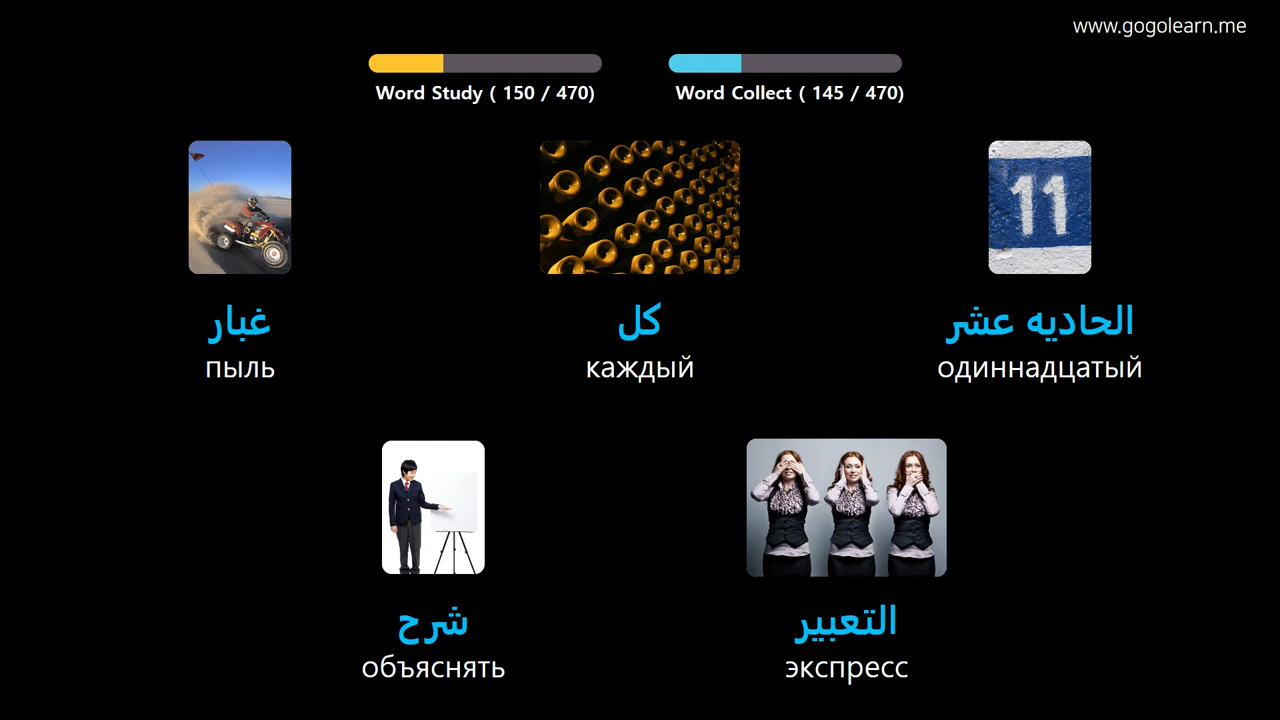 www.gogolearn.me
Word Study ( 150 / 470)
Word Collect ( 145 / 470)
11
غبار
пыль
كل
каждый
الحاديه عشر
одиннадцатый
شرح
объяснять
التعبير
экспресс